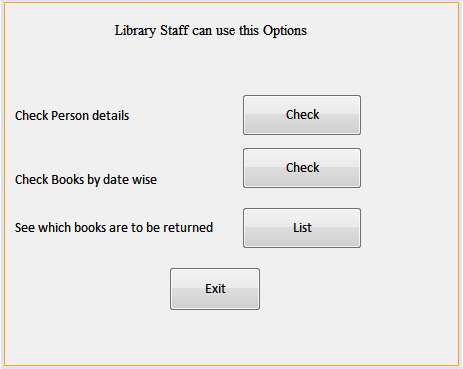 Library Staff can use this Options
Check Person details
Check
Check Books by date wise
Check
See which books are to be returned
List
Exit